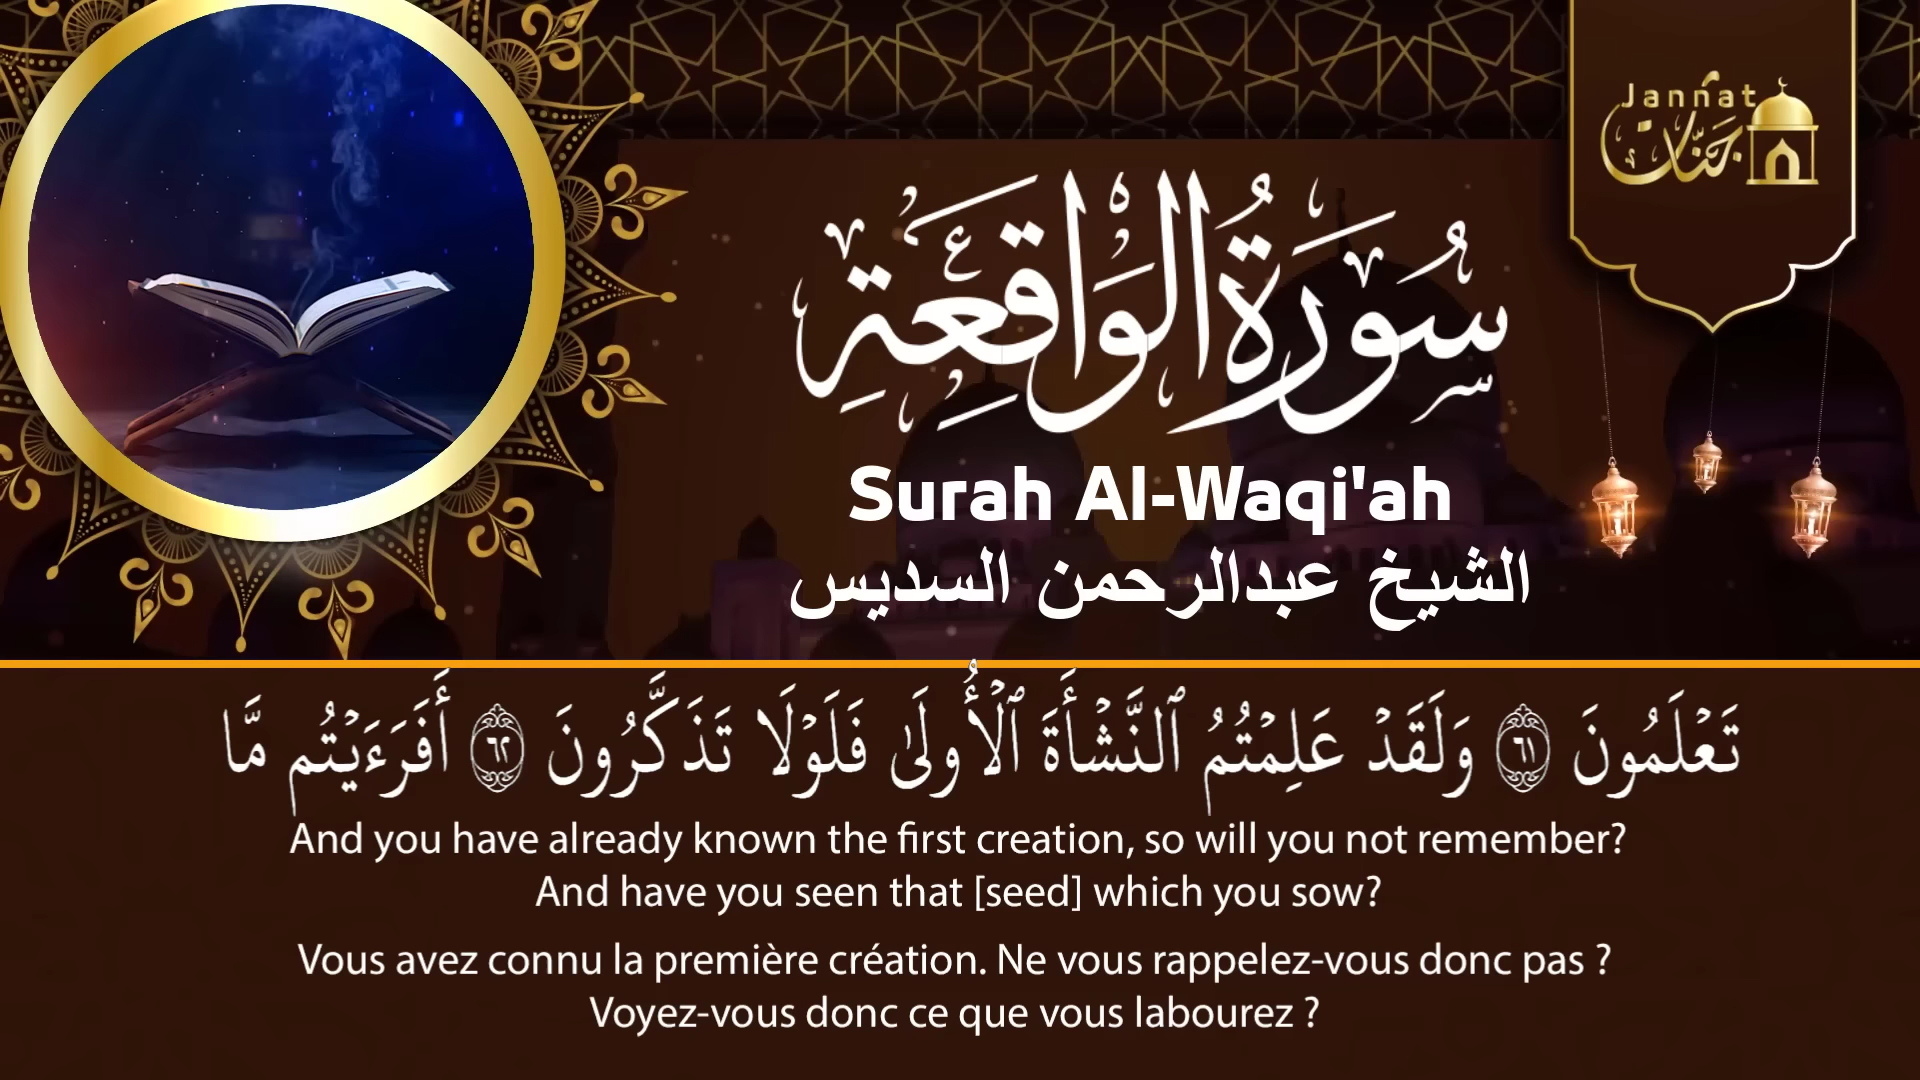 Jannat
جنات
سُورَةُ الوَاقِعَةِ
Surah Al-Waqi'ah
الشيخ عبدالرحمن السديس
تَعْلَمُونَ ٦١ وَلَقَدْ عَلِمْتُمُ ٱلنَّشْأَةَ ٱلْأُولَىٰ فَلَوْلَا تَذَكَّرُونَ ٦٢ أَفَرَءَيْتُم مَّا
And you have already known the first creation, so will you not remember?
And have you seen that [seed] which you sow?
Vous avez connu la première création. Ne vous rappelez-vous donc pas ?
Voyez-vous donc ce que vous labourez ?